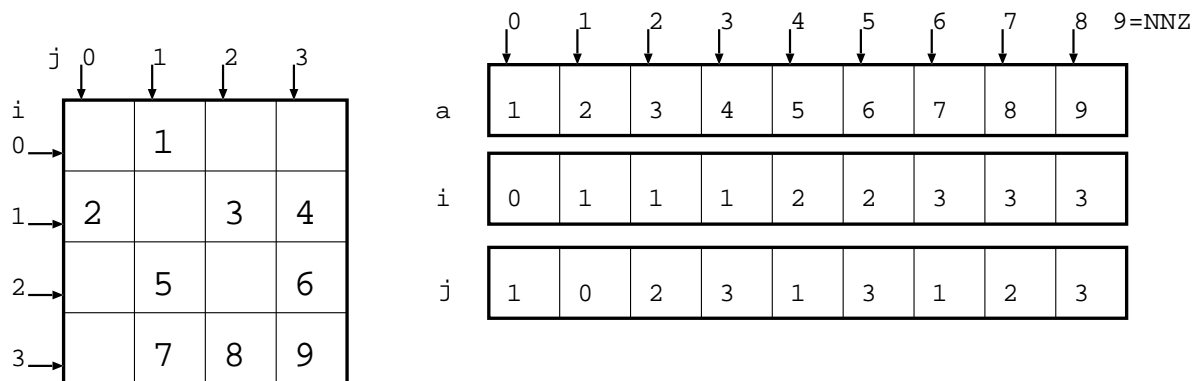 j 0 1 2 3
i
0 1
1 2 3 4
2 5 6
3 7 8 9
0 1 2 3 4 5 6 7 8 9=NNZ
a 1 2 3 4 5 6 7 8 9
i 0 1 1 1 2 2 3 3 3
j 1 0 2 3 1 3 1 2 3